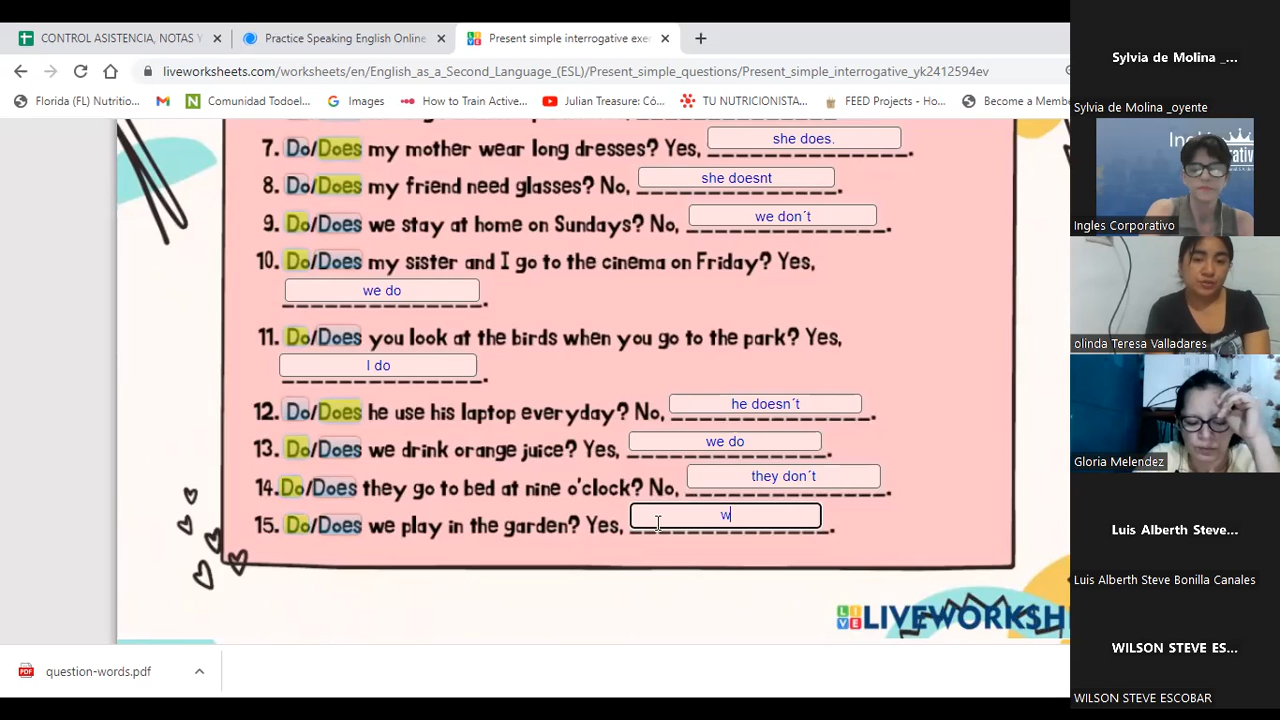 CONTROL ASISTENCIA, NOTAS Y
Practice Speaking English Online
Present simple interrogative exe
liveworksheets.com/worksheets/en/English_as_a_Second_Language_(ESL)/Present_simple_questions/Present_simple_interrogative_yk2412594ev
Florida (FL) Nutritio...
Comunidad Todoel...
Images
How to Train Active...
Julian Treasure: Có...
TU NUTRICIONISTA...
FEED Projects - Ho...
Become a Membe
7. Do/Does my mother wear long dresses? Yes, she does.
8. Do/Does my friend need glasses? No, she doesnt.
9. Do/Does we stay at home on Sundays? No, we don´t.
10. Do/Does my sister and I go to the cinema on Friday? Yes,
we do.
11. Do/Does you look at the birds when you go to the park? Yes,
I do.
12. Do/Does he use his laptop everyday? No, he doesn´t.
13. Do/Does we drink orange juice? Yes, we do.
14. Do/Does they go to bed at nine o'clock? No, they don´t.
15. Do/Does we play in the garden? Yes, w.
LIVE LIVEWORKSH
question-words.pdf
Sylvia de Molina _...
Sylvia de Molina _oyente
Ingles Corporativo
olinda Teresa Valladares
Gloria Melendez
Luis Alberth Steve...
Luis Alberth Steve Bonilla Canales
WILSON STEVE ES...
WILSON STEVE ESCOBAR